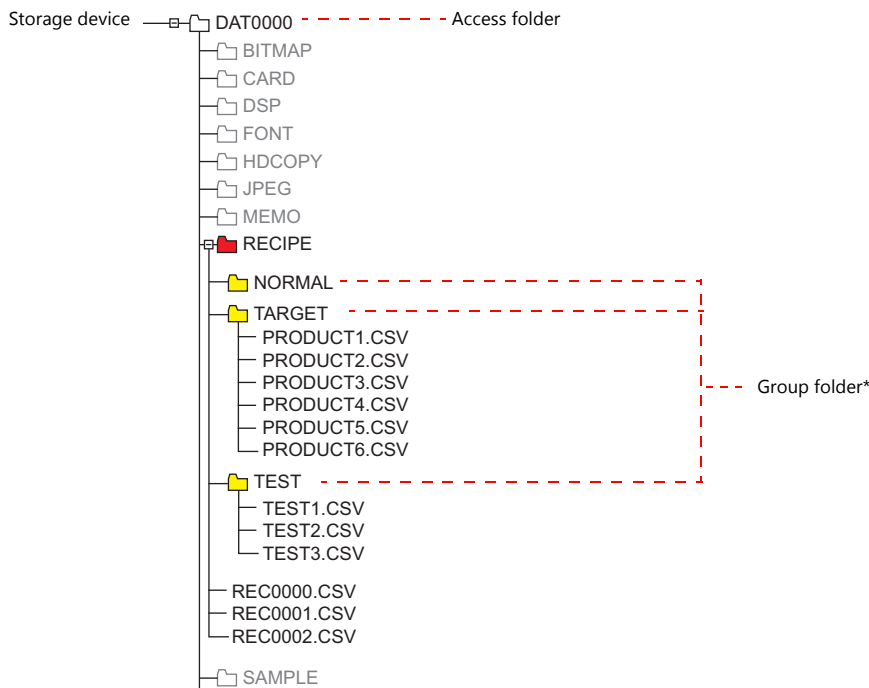 Storage device DAT0000 Access folder
BITMAP
CARD
DSP
FONT
HDCOPY
JPEG
MEMO
RECIPE
NORMAL
TARGET
PRODUCT1.CSV
PRODUCT2.CSV
PRODUCT3.CSV
PRODUCT4.CSV
PRODUCT5.CSV
Group folder*
PRODUCT6.CSV
TEST
TEST1.CSV
TEST2.CSV
TEST3.CSV
REC0000.CSV
REC0001.CSV
REC0002.CSV
SAMPLE